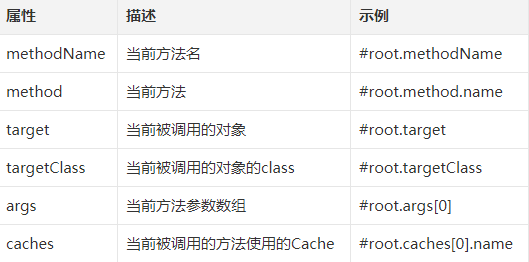 属性 描述 示例
methodName 当前方法名 #root.methodName
method 当前方法 #root.method.name
target 当前被调用的对象 #root.target
targetClass 当前被调用的对象的class #root.targetClass
args 当前方法参数数组 #root.args[0]
caches 当前被调用的方法使用的Cache #root.caches[0].name